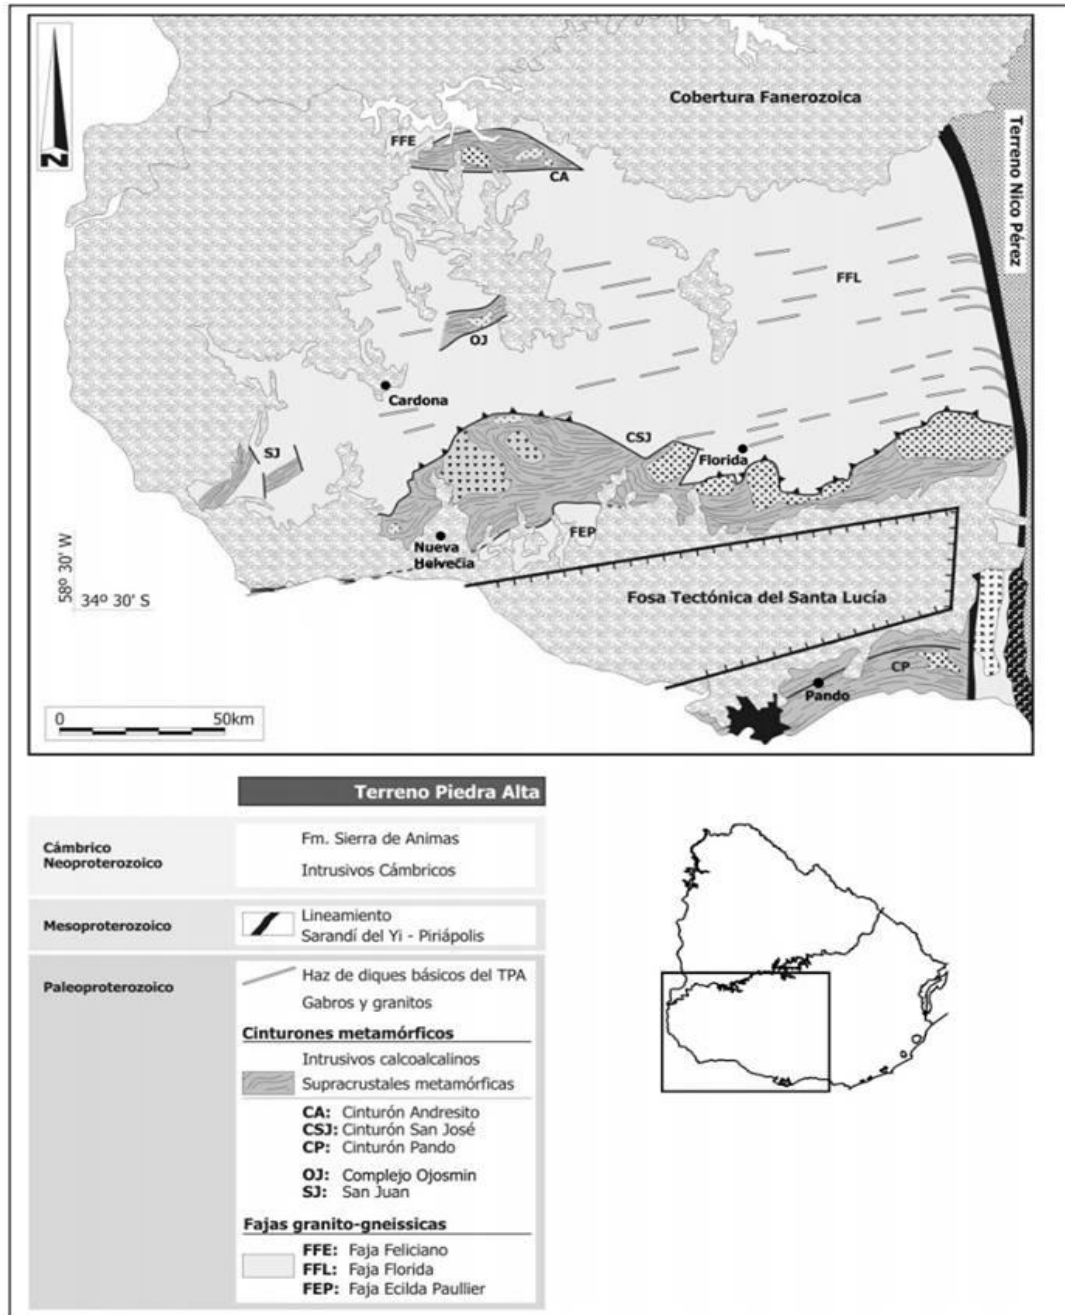 Cobertura Fanerozoica
FFE
CA
Terreno Nico Pérez
FFL
OJ
Cardona
CSJ
SJ
Florida
Nueva
Helvecia
FEP
58º 30' W
34º 30' S
Fosa Tectónica del Santa Lucía
CP
Pando
0
50km
N
Terreno Piedra Alta
Cámbrico
Neoproterozoico
Fm. Sierra de Animas
Intrusivos Cámbricos
Mesoproterozoico
Lineamiento
Sarandí del Yi - Piriápolis
Paleoproterozoico
Haz de diques básicos del TPA
Gabros y granitos
Cinturones metamórficos
Intrusivos calcoalcalinos
Supracrustales metamórficas
CA: Cinturón Andresito
CSJ: Cinturón San José
CP: Cinturón Pando
OJ: Complejo Ojosmin
SJ: San Juan
Fajas granito-gneissicas
FFE: Faja Feliciano
FFL: Faja Florida
FEP: Faja Ecilda Paullier